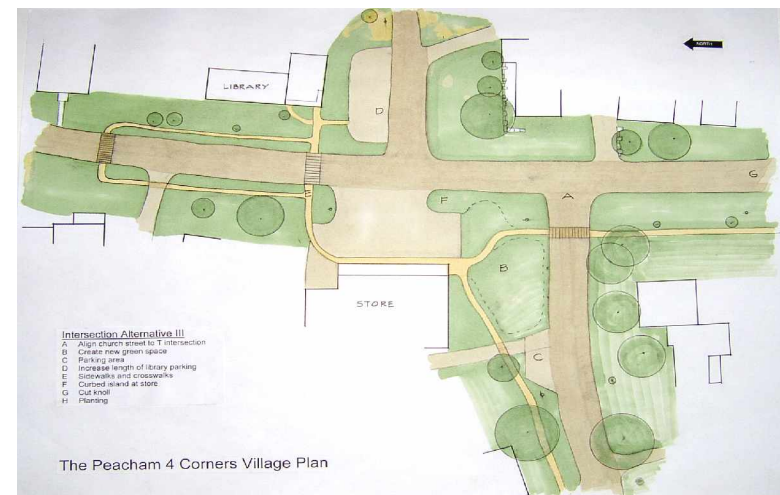 NORTH
LIBRARY
D
E
F
A
G
B
STORE
C
Intersection Alternative III
A Align church street to T intersection
B Create new green space
C Parking area
D Increase length of library parking
E Sidewalks and crosswalks
F Curbed island at store
G Cut knoll
H Planting
The Peacham 4 Corners Village Plan